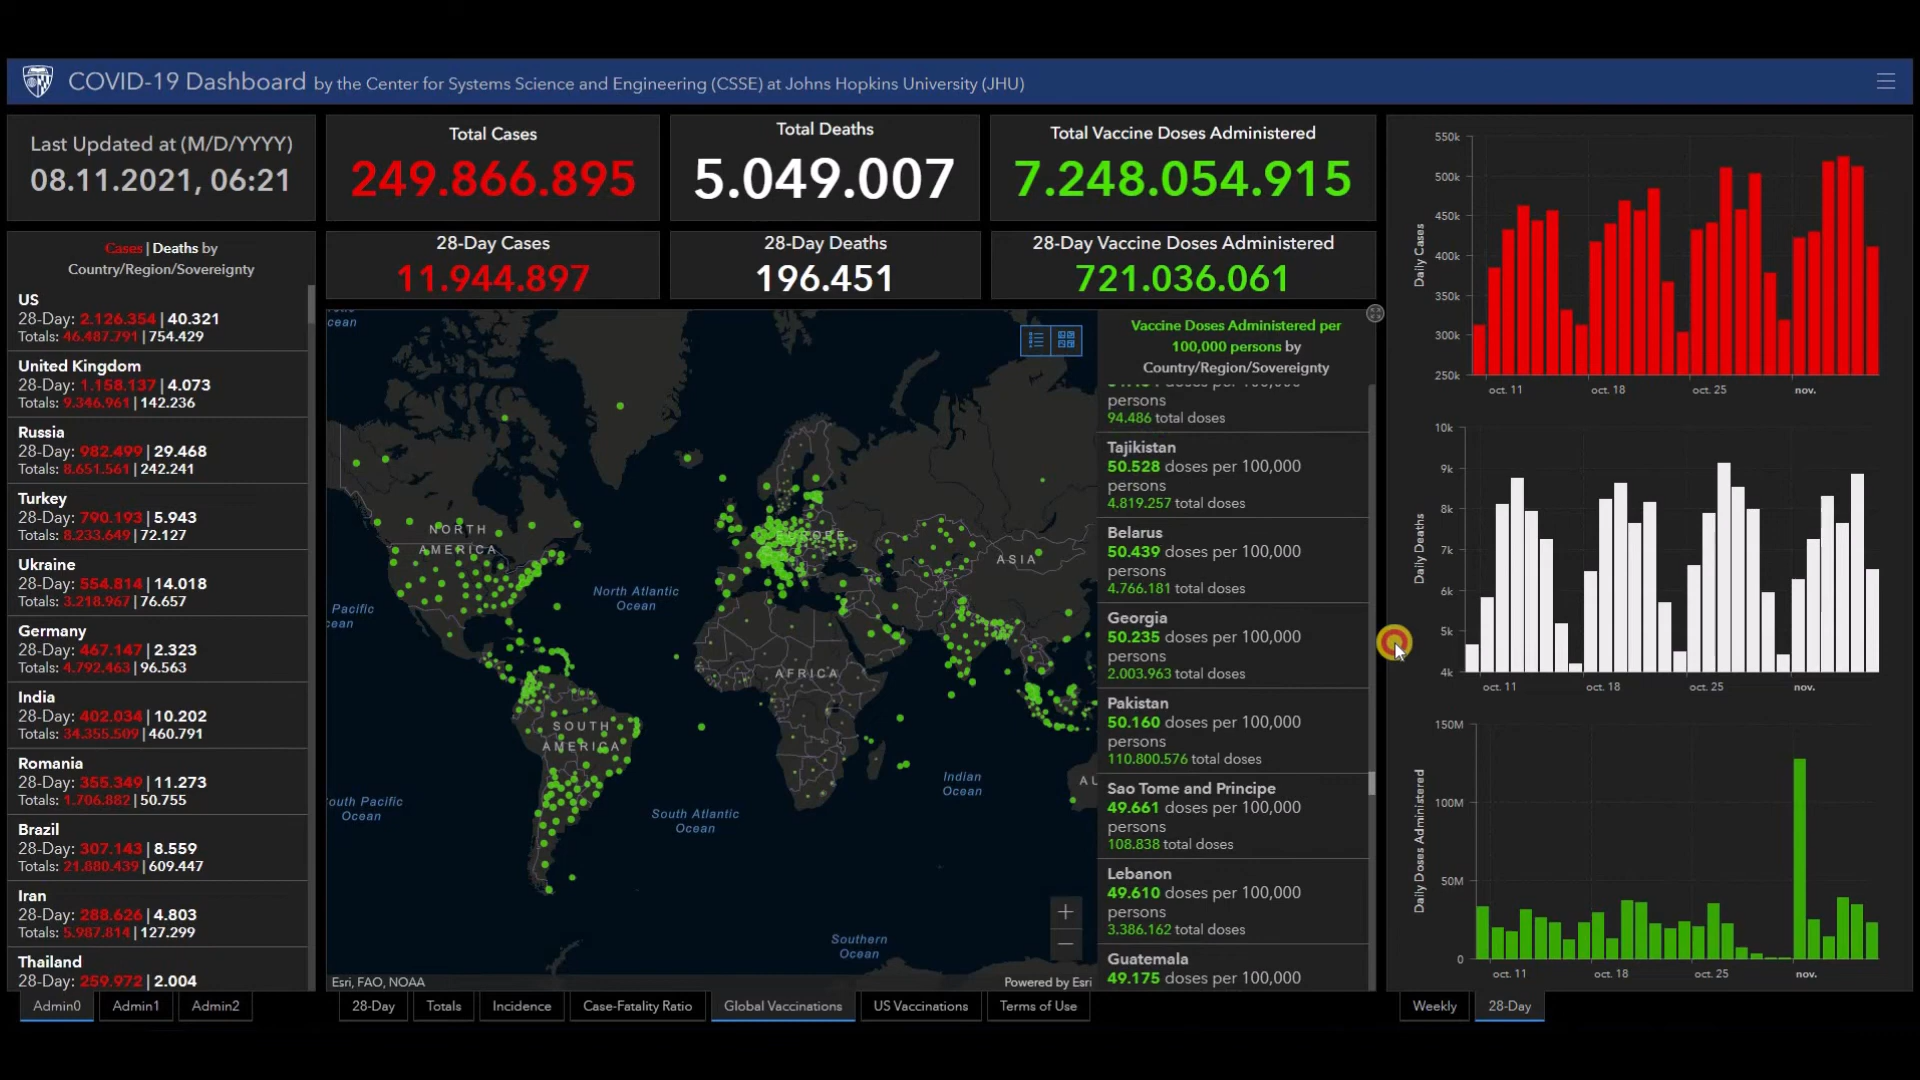 COVID-19 Dashboard by the Center for Systems Science and Engineering (CSSE) at Johns Hopkins University (JHU)
Last Updated at (M/D/YYYY)
08.11.2021, 06:21
Total Cases
249.866.895
Total Deaths
5.049.007
Total Vaccine Doses Administered
7.248.054.915
28-Day Cases
11.944.897
28-Day Deaths
196.451
28-Day Vaccine Doses Administered
721.036.061
Cases | Deaths by
Country/Region/Sovereignty
US
28-Day: 2.126.354 | 40.321
Totals: 46.487.791 | 754.429
United Kingdom
28-Day: 1.158.137 | 4.073
Totals: 9.346.961 | 142.236
Russia
28-Day: 982.499 | 29.468
Totals: 8.651.561 | 242.241
Turkey
28-Day: 790.193 | 5.943
Totals: 8.233.649 | 72.127
Ukraine
28-Day: 554.814 | 14.018
Totals: 3.218.967 | 76.657
Germany
28-Day: 467.147 | 2.323
Totals: 4.792.463 | 96.563
India
28-Day: 402.034 | 10.202
Totals: 34.355.509 | 460.791
Romania
28-Day: 355.349 | 11.273
Totals: 1.706.882 | 50.755
Brazil
28-Day: 307.143 | 8.559
Totals: 21.880.439 | 609.447
Iran
28-Day: 288.626 | 4.803
Totals: 5.987.814 | 127.299
Thailand
28-Day: 259.972 | 2.004
Admin0
Admin1
Admin2
cean
NORTH
AMERICA
EUROPE
ASIA
North Atlantic
Ocean
Pacific
cean
AFRICA
SOUTH
AMERICA
Indian
Ocean
AU
outh Pacific
Ocean
South Atlantic
Ocean
Southern
Ocean
+
−
Esri, FAO, NOAA
Powered by Esri
Vaccine Doses Administered per
100,000 persons by
Country/Region/Sovereignty
doses per 100,000
persons
94.486 total doses
Tajikistan
50.528 doses per 100,000
persons
4.819.257 total doses
Belarus
50.439 doses per 100,000
persons
4.766.181 total doses
Georgia
50.235 doses per 100,000
persons
2.003.963 total doses
Pakistan
50.160 doses per 100,000
persons
110.800.576 total doses
Sao Tome and Principe
49.661 doses per 100,000
persons
108.838 total doses
Lebanon
49.610 doses per 100,000
persons
3.386.162 total doses
Guatemala
49.175 doses per 100,000
28-Day
Totals
Incidence
Case-Fatality Ratio
Global Vaccinations
US Vaccinations
Terms of Use
Daily Cases
550k
500k
450k
400k
350k
300k
250k
oct. 11
oct. 18
oct. 25
nov.
Daily Deaths
10k
9k
8k
7k
6k
5k
4k
oct. 11
oct. 18
oct. 25
nov.
Daily Doses Administered
150M
100M
50M
0
oct. 11
oct. 18
oct. 25
nov.
Weekly
28-Day